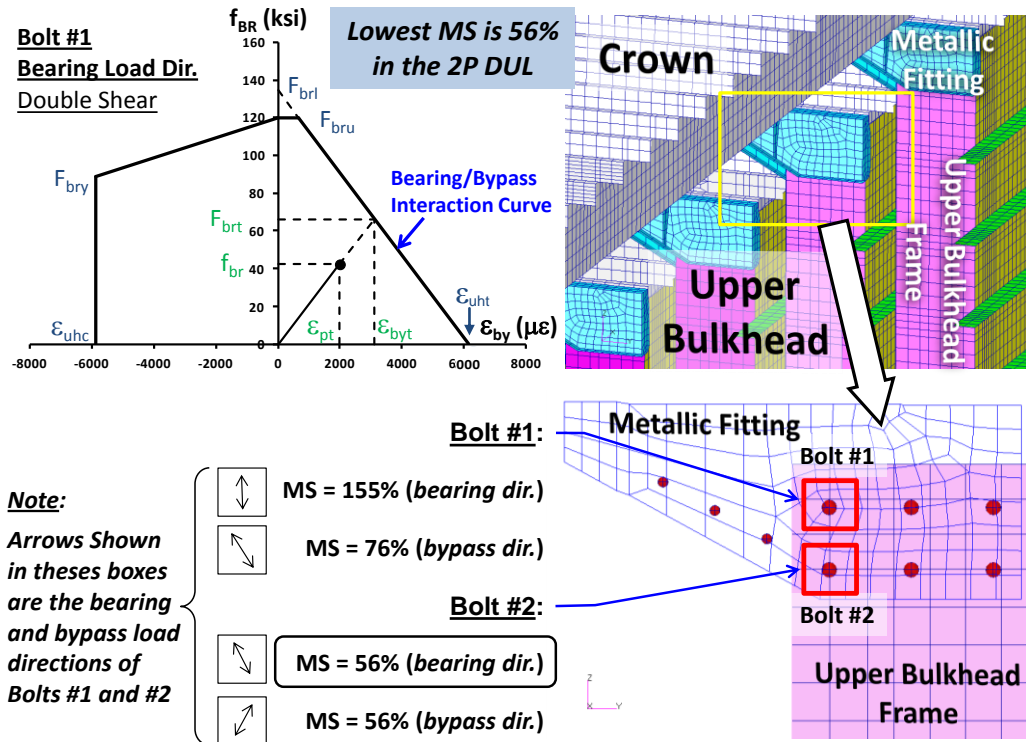 Bolt #1
Bearing Load Dir.
Double Shear
f_BR (ksi)
160
140
120
100
80
60
40
20
0
-8000
-6000
-4000
-2000
0
2000
4000
6000
8000
F_brl
F_bru
F_bry
F_brt
f_br
ε_uhc
ε_pt
ε_byt
ε_uht
ε_by (με)
Bearing/Bypass
Interaction Curve
Lowest MS is 56%
in the 2P DUL
Crown
Metallic
Fitting
Upper Bulkhead
Frame
Upper
Bulkhead
Note:
Arrows Shown
in theses boxes
are the bearing
and bypass load
directions of
Bolts #1 and #2
Bolt #1:
MS = 155% (bearing dir.)
MS = 76% (bypass dir.)
Bolt #2:
MS = 56% (bearing dir.)
MS = 56% (bypass dir.)
Metallic Fitting
Bolt #1
Bolt #2
Upper Bulkhead
Frame
Z
X
Y